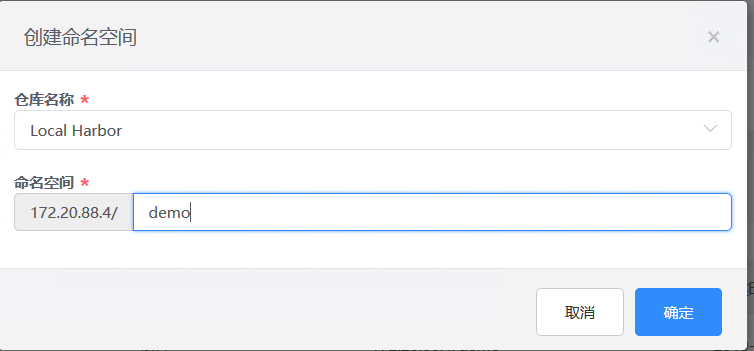 创建命名空间
×
仓库名称 *
Local Harbor
命名空间 *
172.20.88.4/ demo
取消 确定